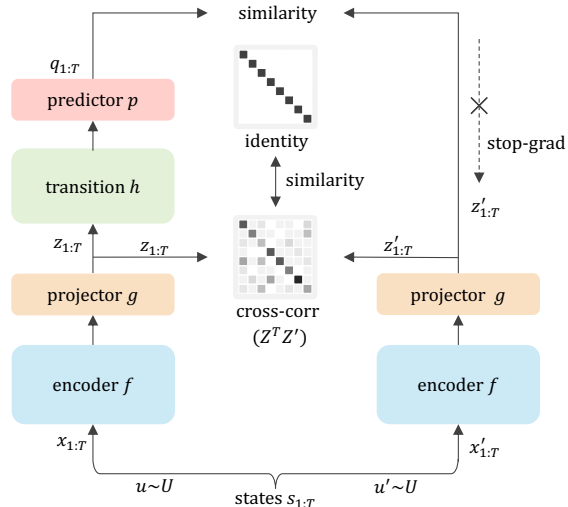 similarity
q₁:T
predictor p
identity
stop-grad
similarity
transition h
z′₁:T
z₁:T
z₁:T
z′₁:T
projector g
projector g
cross-corr
(ZᵀZ′)
encoder f
encoder f
x₁:T
x′₁:T
u~U
u′~U
states s₁:T